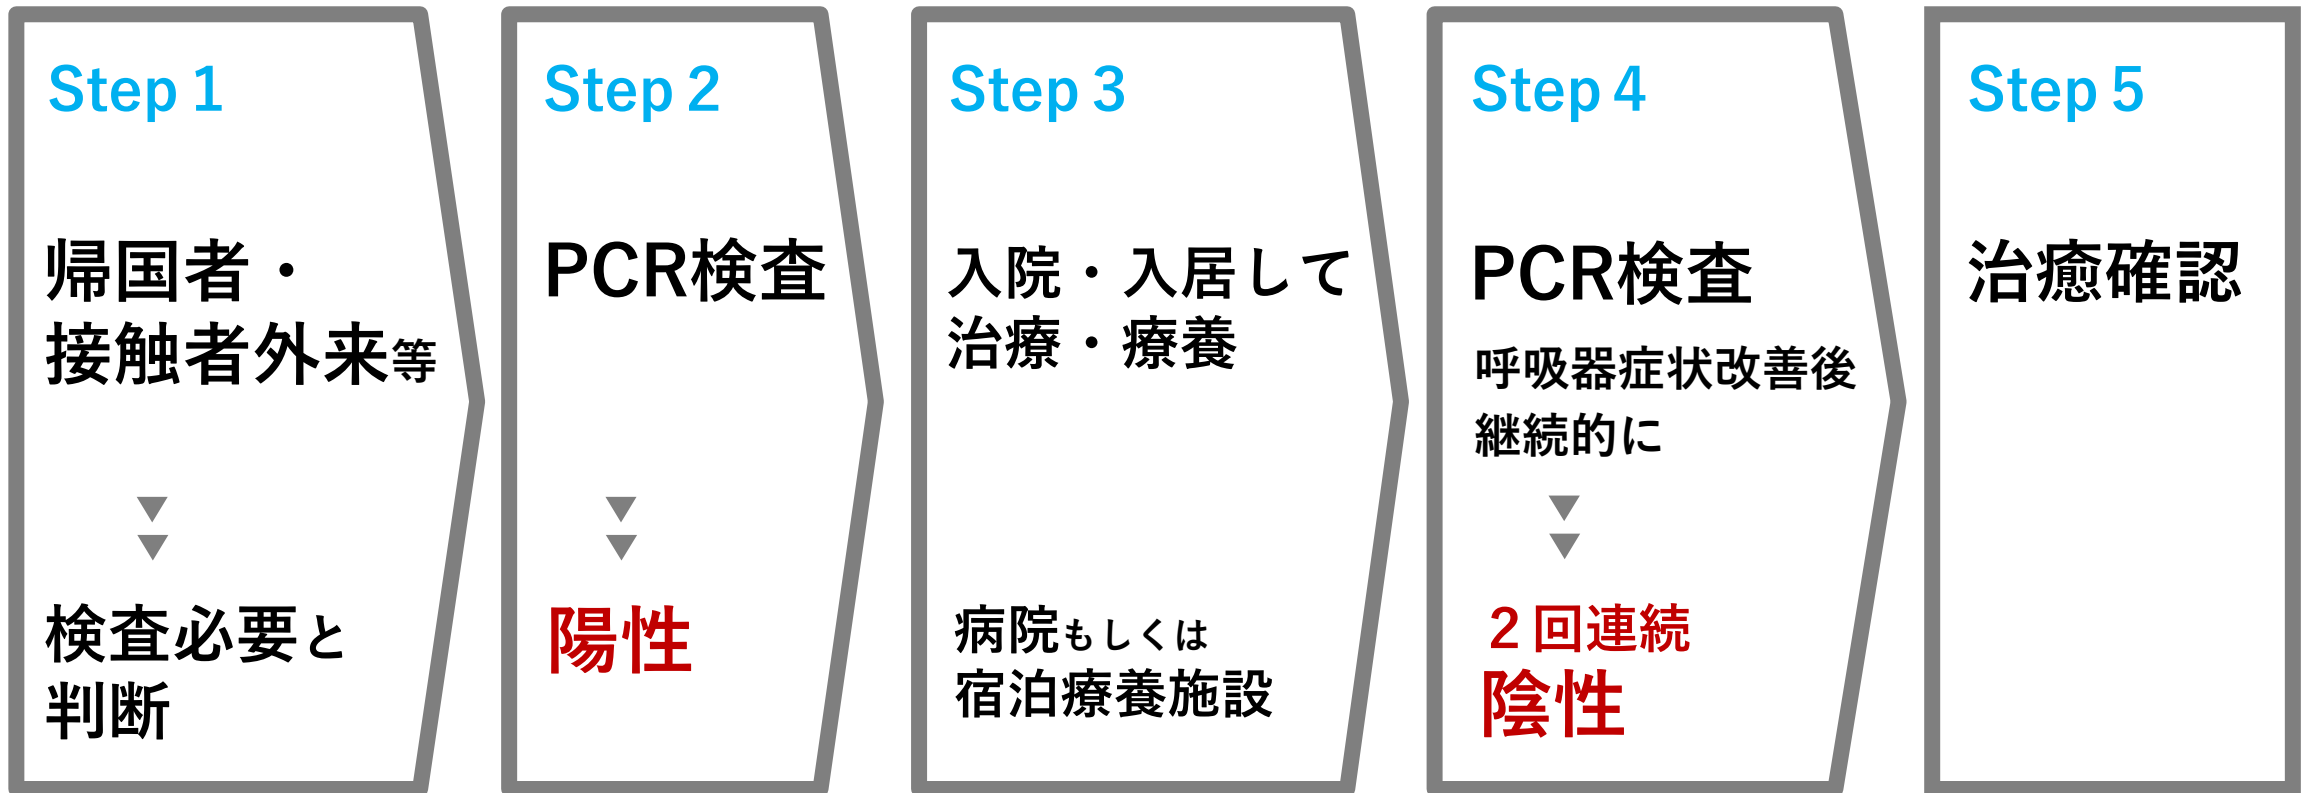 Step 1
帰国者・
接触者外来等
検査必要と
判断
Step 2
PCR検査
陽性
Step 3
入院・入居して
治療・療養
病院もしくは
宿泊療養施設
Step 4
PCR検査
呼吸器症状改善後
継続的に
2回連続
陰性
Step 5
治癒確認